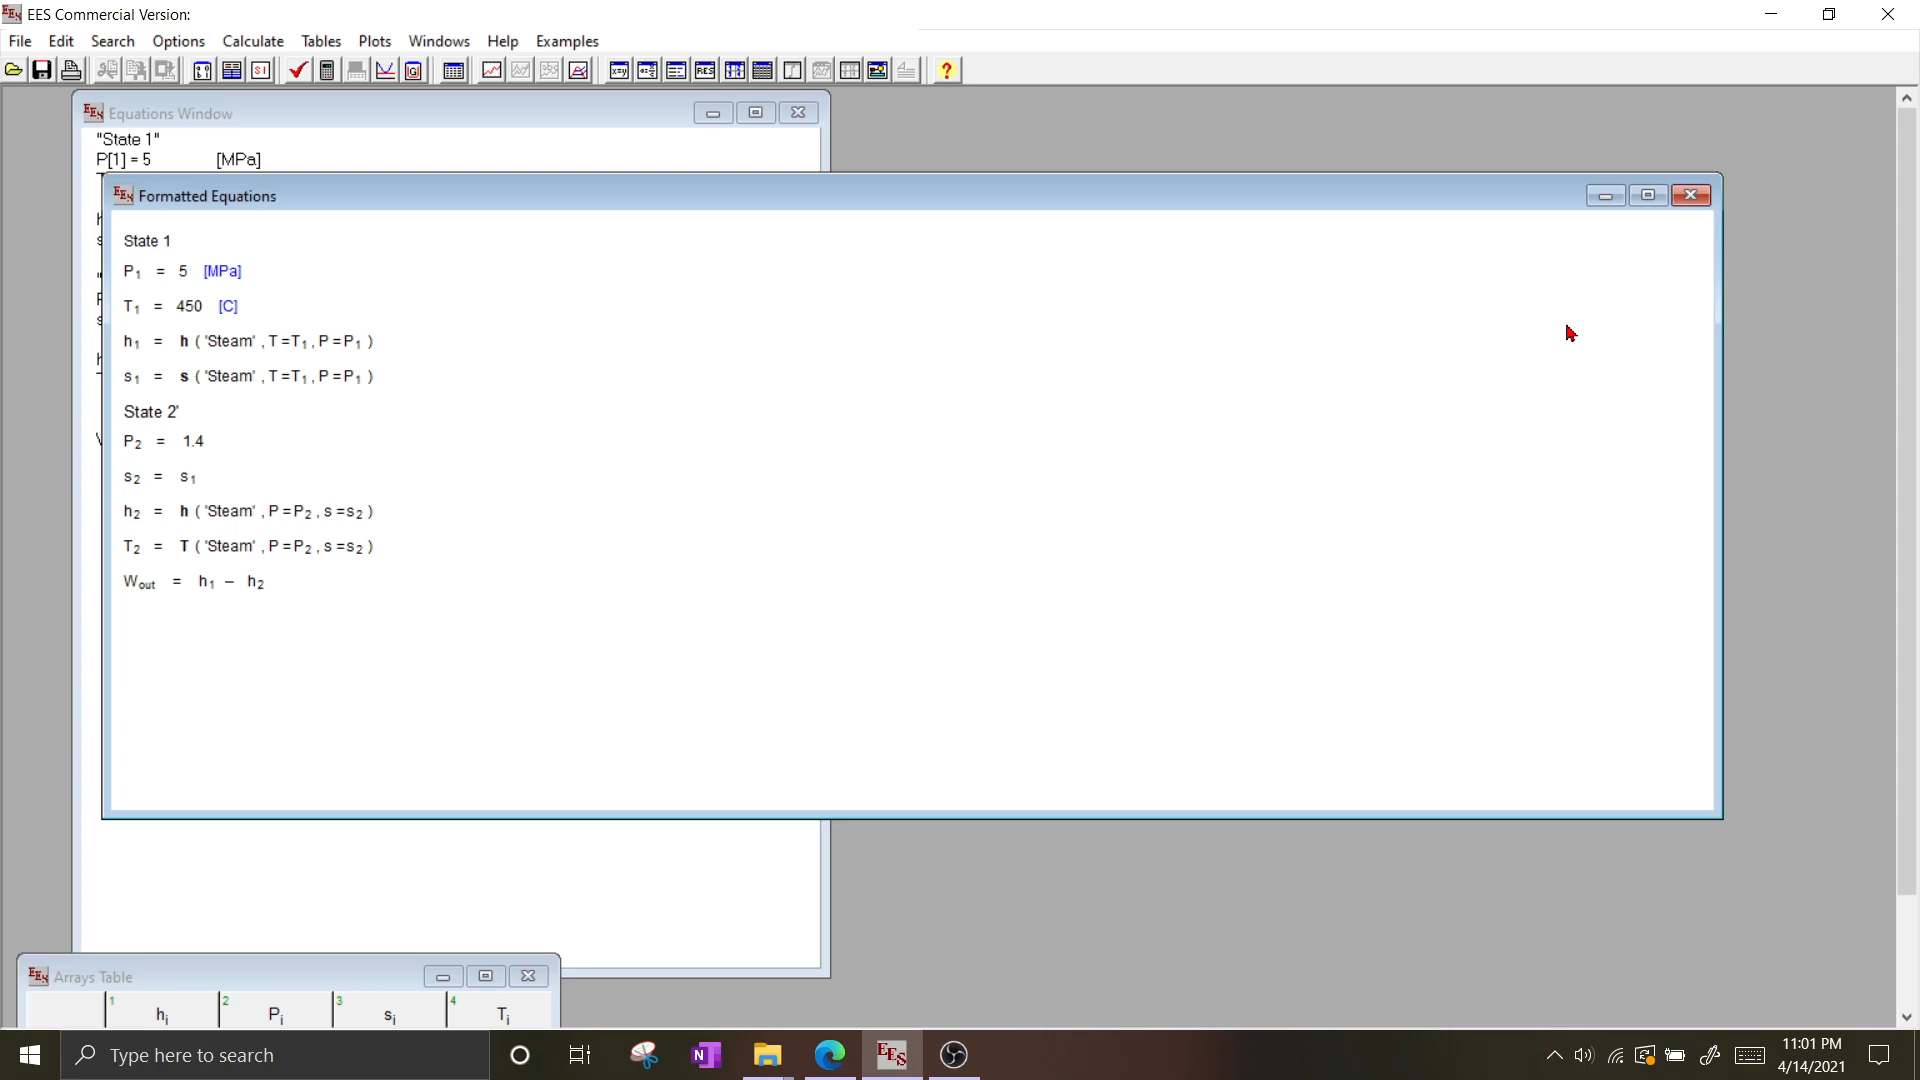 EES Commercial Version:
File Edit Search Options Calculate Tables Plots Windows Help Examples
EES Equations Window
"State 1"
P[1] = 5 [MPa]
EES Formatted Equations
State 1
P1 = 5 [MPa]
T1 = 450 [C]
h1 = h ( 'Steam' , T =T1 , P =P1 )
s1 = s ( 'Steam' , T =T1 , P =P1 )
State 2'
P2 = 1.4
s2 = s1
h2 = h ( 'Steam' , P =P2 , s =s2 )
T2 = T ( 'Steam' , P =P2 , s =s2 )
Wout = h1 – h2
EES Arrays Table
1 hi 2 Pi 3 si 4 Ti
Type here to search
11:01 PM
4/14/2021